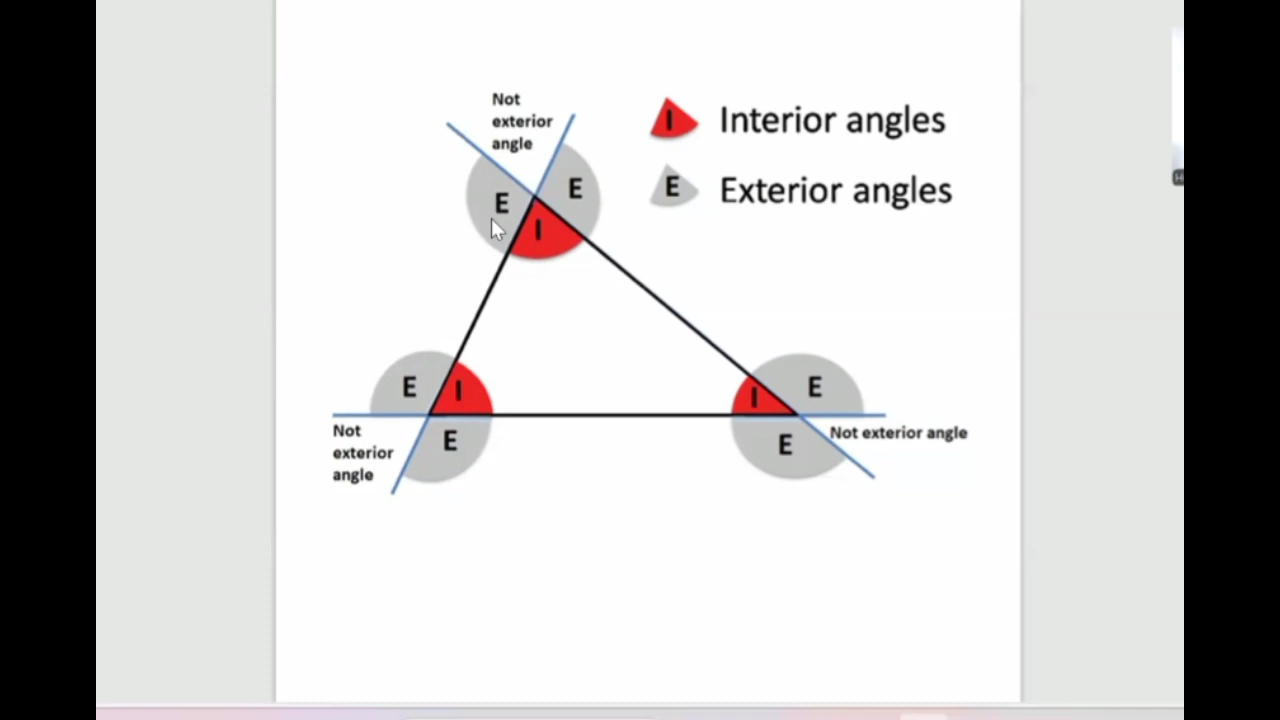 Not
exterior
angle
I Interior angles
E Exterior angles
E
E
I
E
I
E
I
E
E
Not
exterior
angle
Not exterior angle